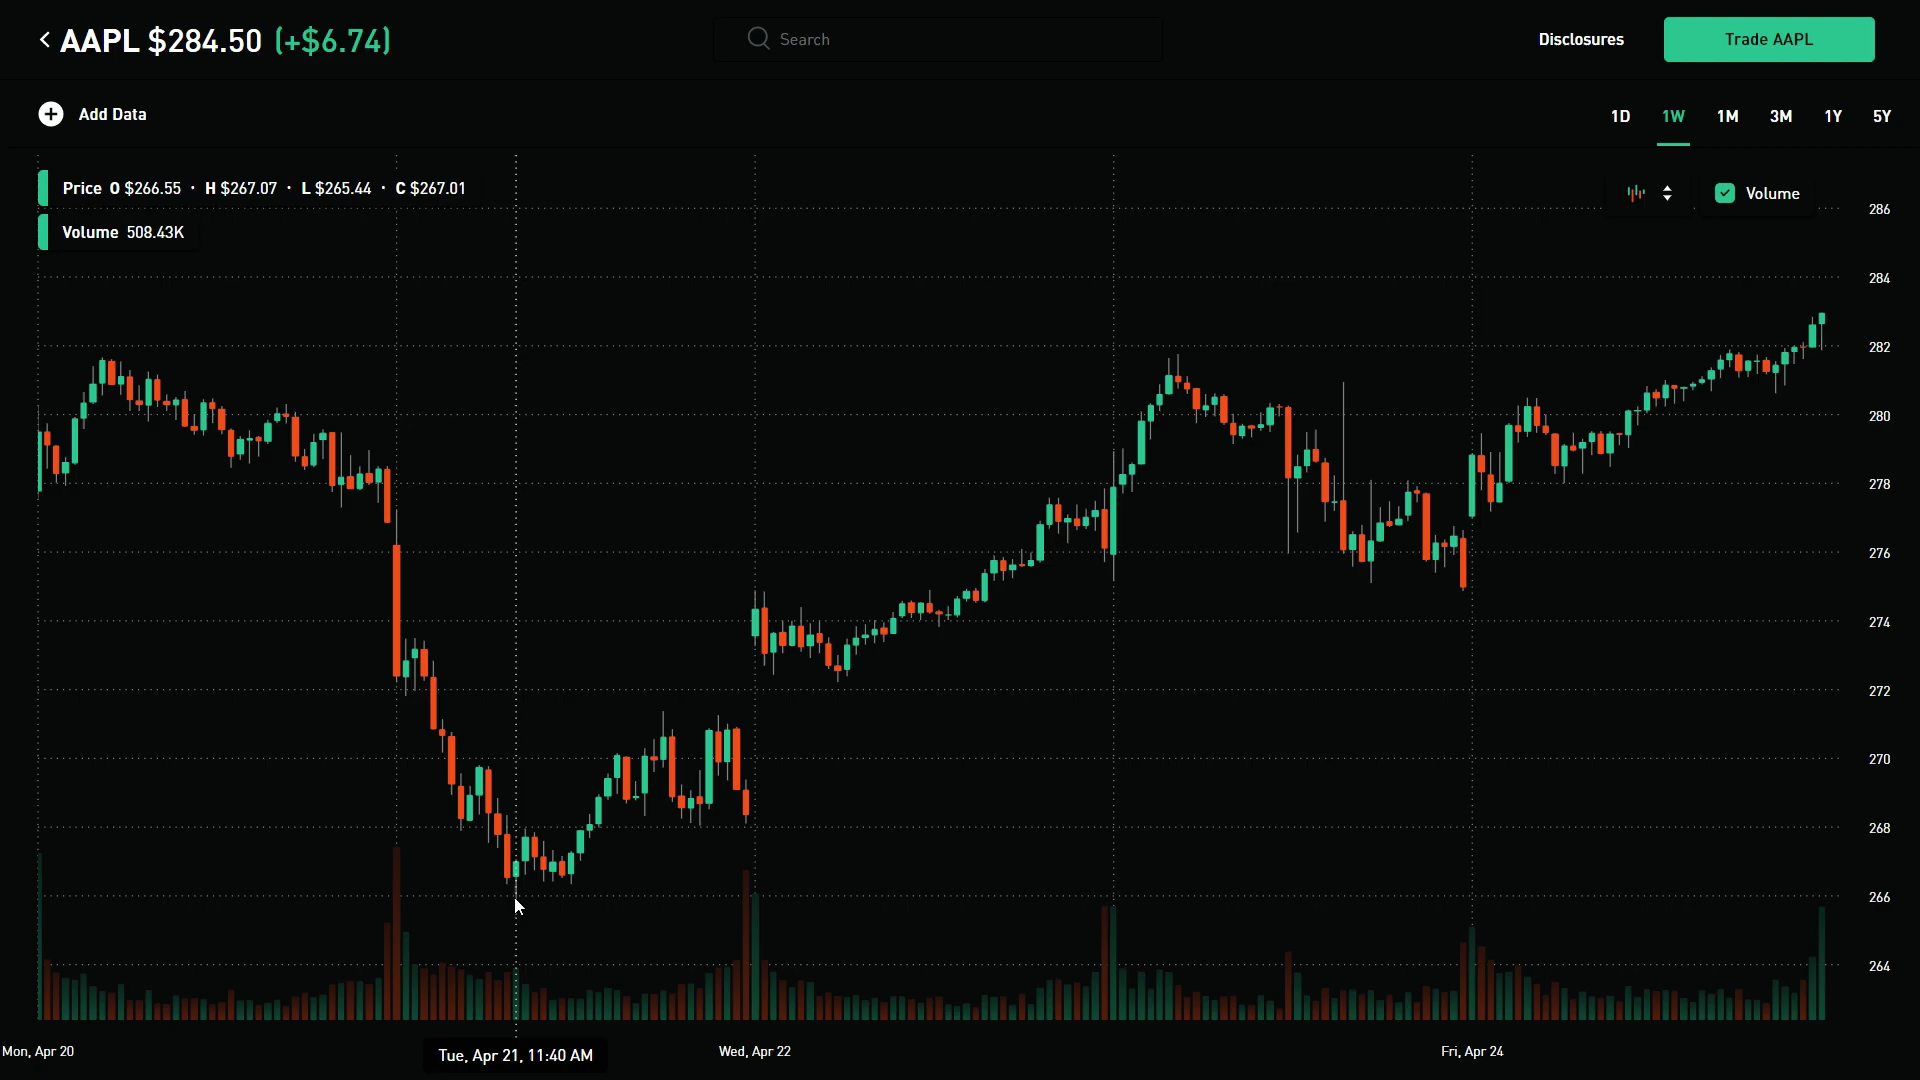 AAPL $284.50 (+$6.74)
Search
Disclosures
Trade AAPL
Add Data
1D 1W 1M 3M 1Y 5Y
Price O $266.55 · H $267.07 · L $265.44 · C $267.01
Volume
Volume 508.43K
286
284
282
280
278
276
274
272
270
268
266
264
Mon, Apr 20
Tue, Apr 21, 11:40 AM
Wed, Apr 22
Fri, Apr 24